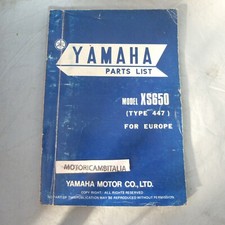 YAMAHA
PARTS LIST
MODEL XS650
(TYPE 447)
FOR EUROPE
MOTORICAMBITALIA
YAMAHA MOTOR CO., LTD.